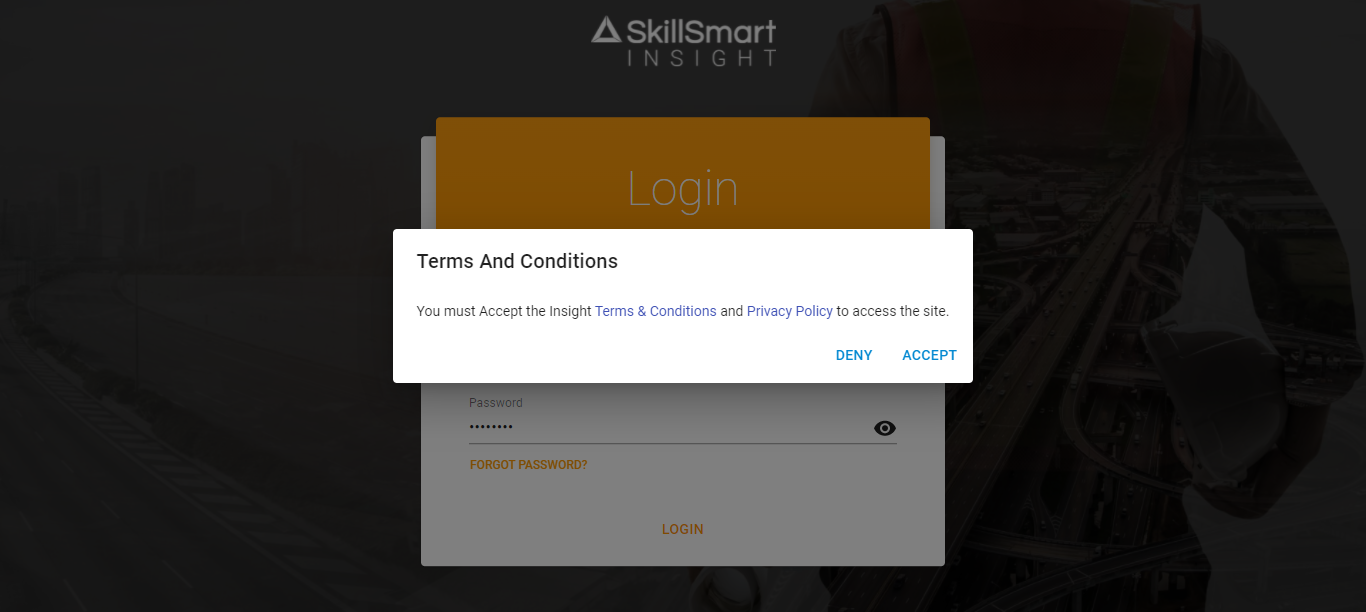 SkillSmart
INSIGHT
Login
Terms And Conditions
You must Accept the Insight Terms & Conditions and Privacy Policy to access the site.
DENY ACCEPT
Password
••••••••
FORGOT PASSWORD?
LOGIN